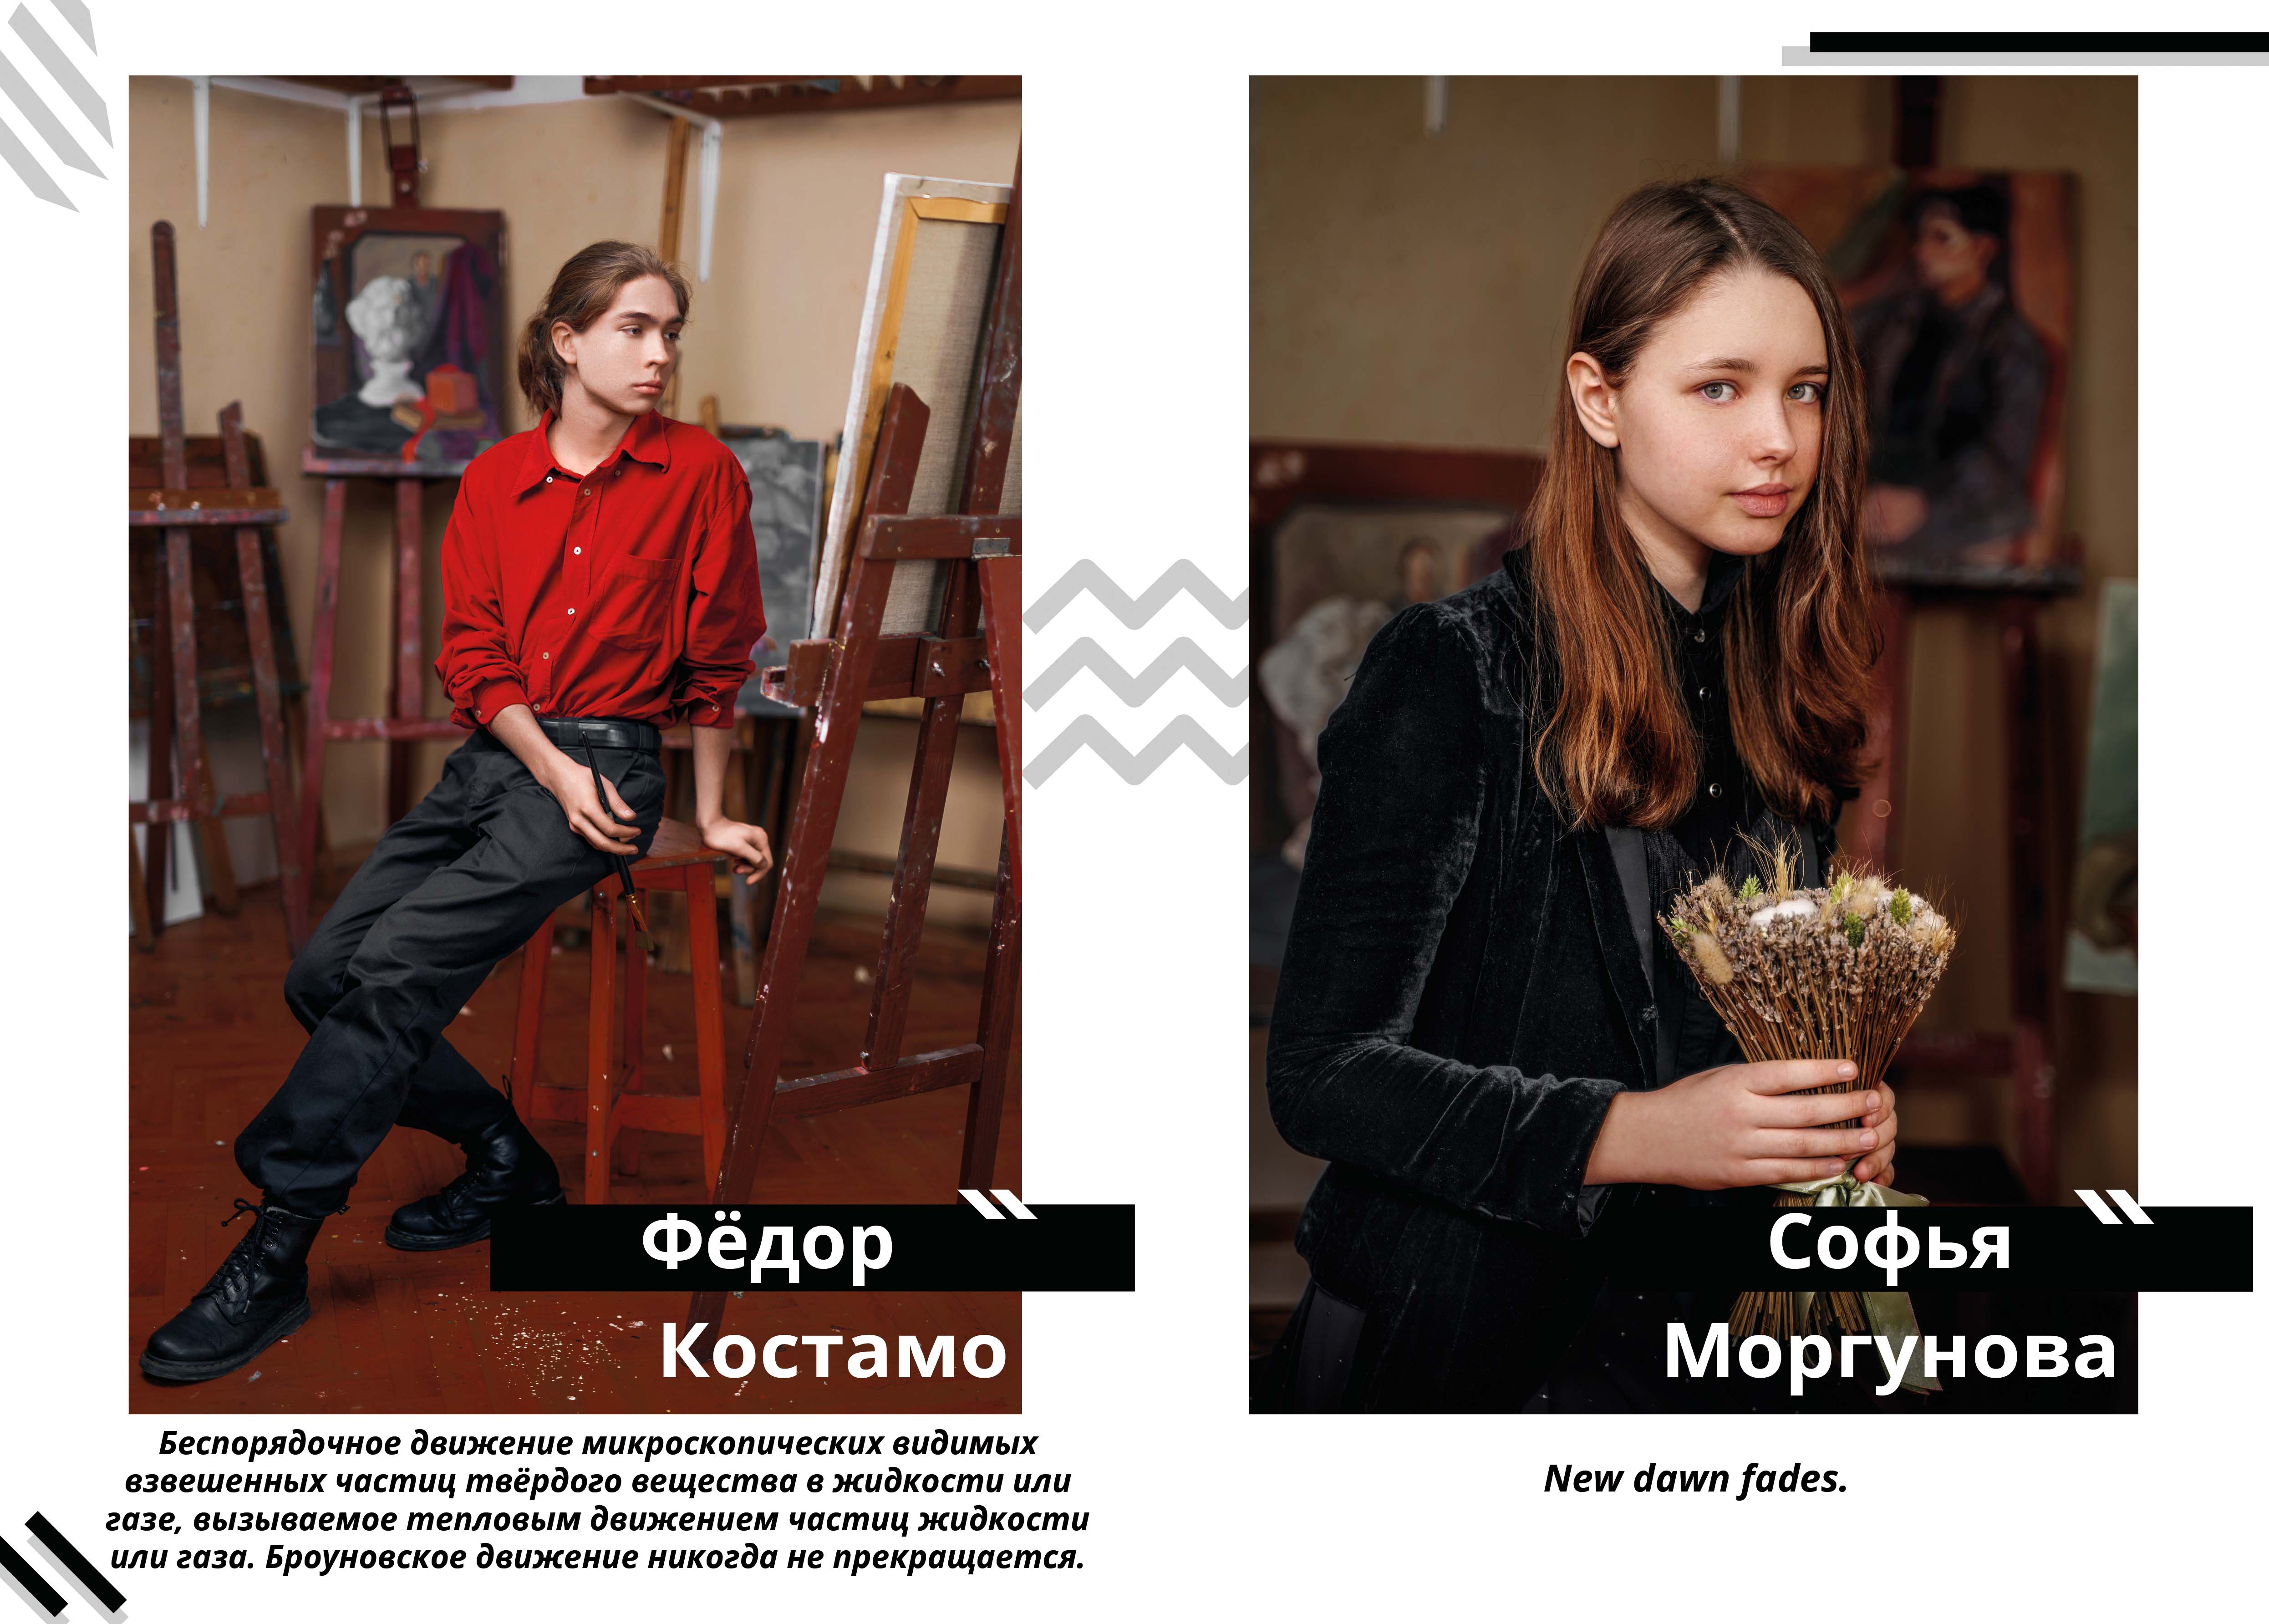 Фёдор
Костамо
Беспорядочное движение микроскопических видимых
взвешенных частиц твёрдого вещества в жидкости или
газе, вызываемое тепловым движением частиц жидкости
или газа. Броуновское движение никогда не прекращается.
Софья
Моргунова
New dawn fades.